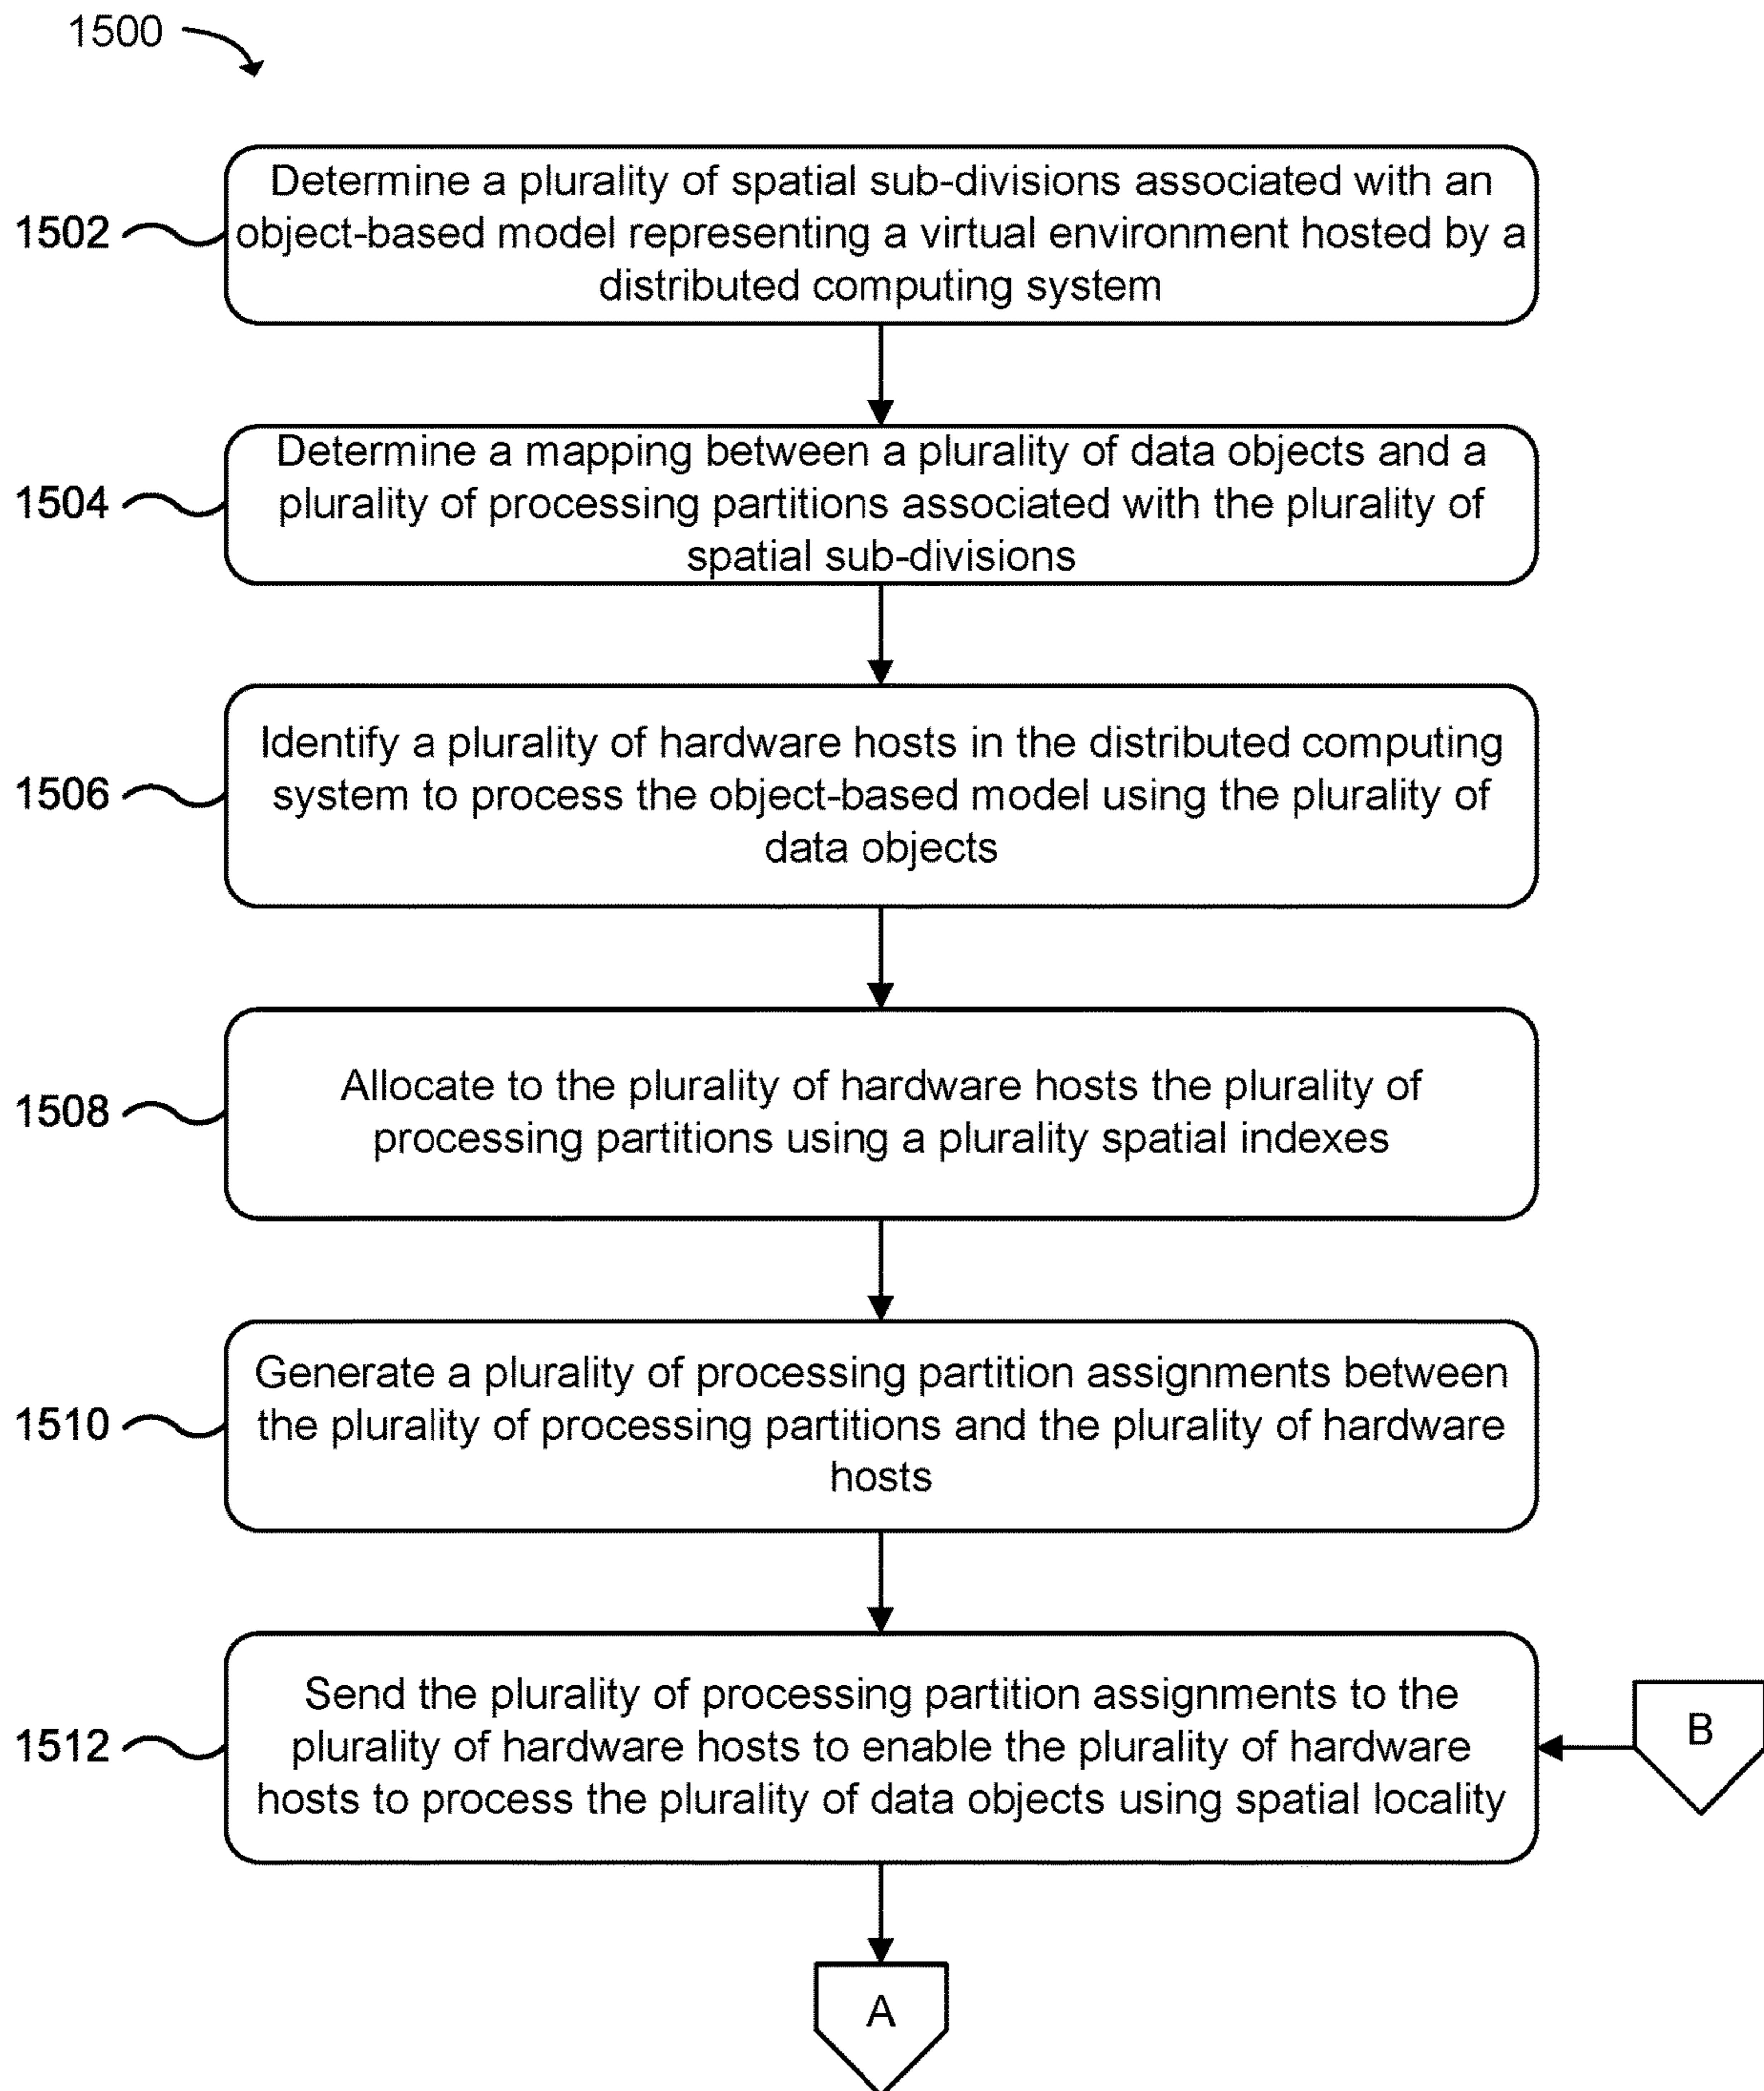 1500
Determine a plurality of spatial sub-divisions associated with an
1502
object-based model representing a virtual environment hosted by a
distributed computing system
Determine a mapping between a plurality of data objects and a
1504
plurality of processing partitions associated with the plurality of
spatial sub-divisions
Identify a plurality of hardware hosts in the distributed computing
1506
system to process the object-based model using the plurality of
data objects
Allocate to the plurality of hardware hosts the plurality of
1508
processing partitions using a plurality spatial indexes
Generate a plurality of processing partition assignments between
1510
the plurality of processing partitions and the plurality of hardware
hosts
Send the plurality of processing partition assignments to the
1512
plurality of hardware hosts to enable the plurality of hardware
hosts to process the plurality of data objects using spatial locality
B
A